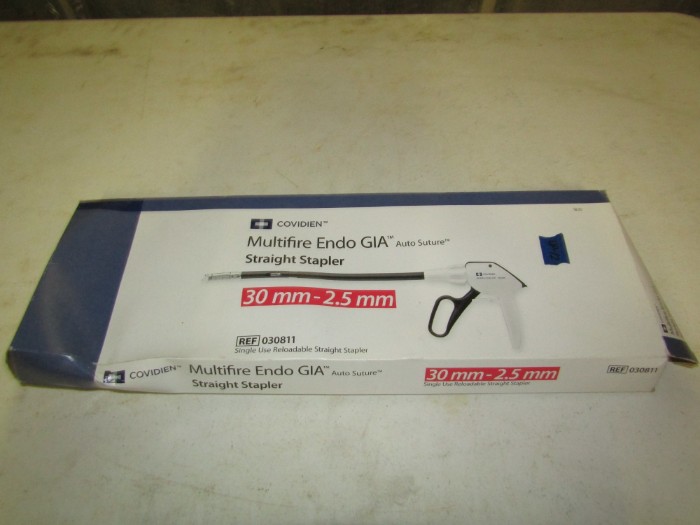 COVIDIEN™
Multifire Endo GIA™ Auto Suture™
Straight Stapler
30 mm - 2.5 mm
REF 030811
Single Use Reloadable Straight Stapler
COVIDIEN™ Multifire Endo GIA™ Auto Suture™
Straight Stapler
30 mm - 2.5 mm
Single Use Reloadable Straight Stapler
REF 030811